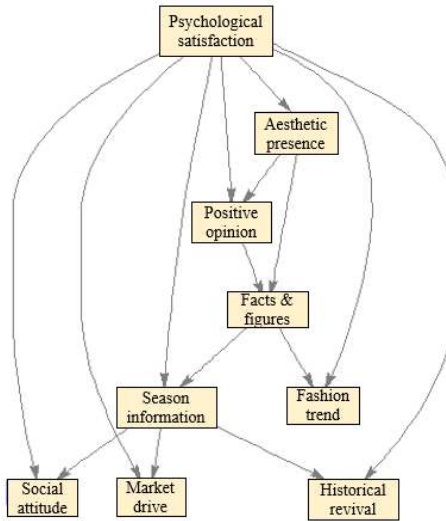 Psychological
satisfaction
Aesthetic
presence
Positive
opinion
Facts &
figures
Season
information
Fashion
trend
Social
attitude
Market
drive
Historical
revival